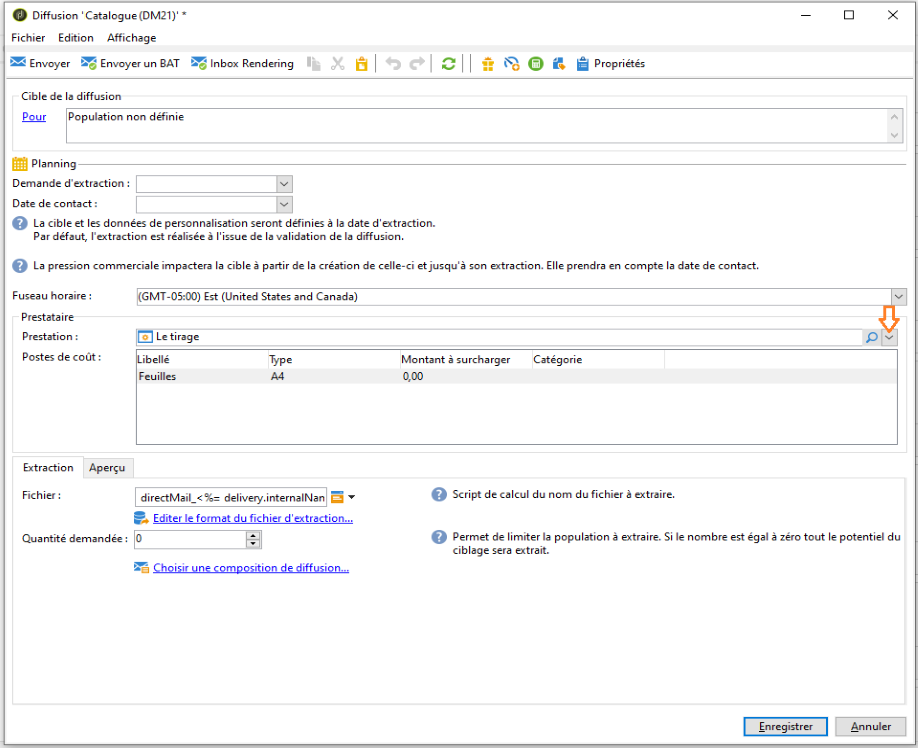 Diffusion 'Catalogue (DM21)' *
Fichier Edition Affichage
Envoyer Envoyer un BAT Inbox Rendering Propriétés
Cible de la diffusion
Pour Population non définie
Planning
Demande d'extraction :
Date de contact :
La cible et les données de personnalisation seront définies à la date d'extraction.
Par défaut, l'extraction est réalisée à l'issue de la validation de la diffusion.
La pression commerciale impactera la cible à partir de la création de celle-ci et jusqu'à son extraction. Elle prendra en compte la date de contact.
Fuseau horaire : (GMT-05:00) Est (United States and Canada)
Prestataire
Prestation : Le tirage
Postes de coût :
Libellé Type Montant à surcharger Catégorie
Feuilles A4 0,00
Extraction Aperçu
Fichier : directMail_<%= delivery.internalNan Script de calcul du nom du fichier à extraire.
Editer le format du fichier d'extraction...
Quantité demandée : 0 Permet de limiter la population à extraire. Si le nombre est égal à zéro tout le potentiel du
ciblage sera extrait.
Choisir une composition de diffusion...
Enregistrer Annuler